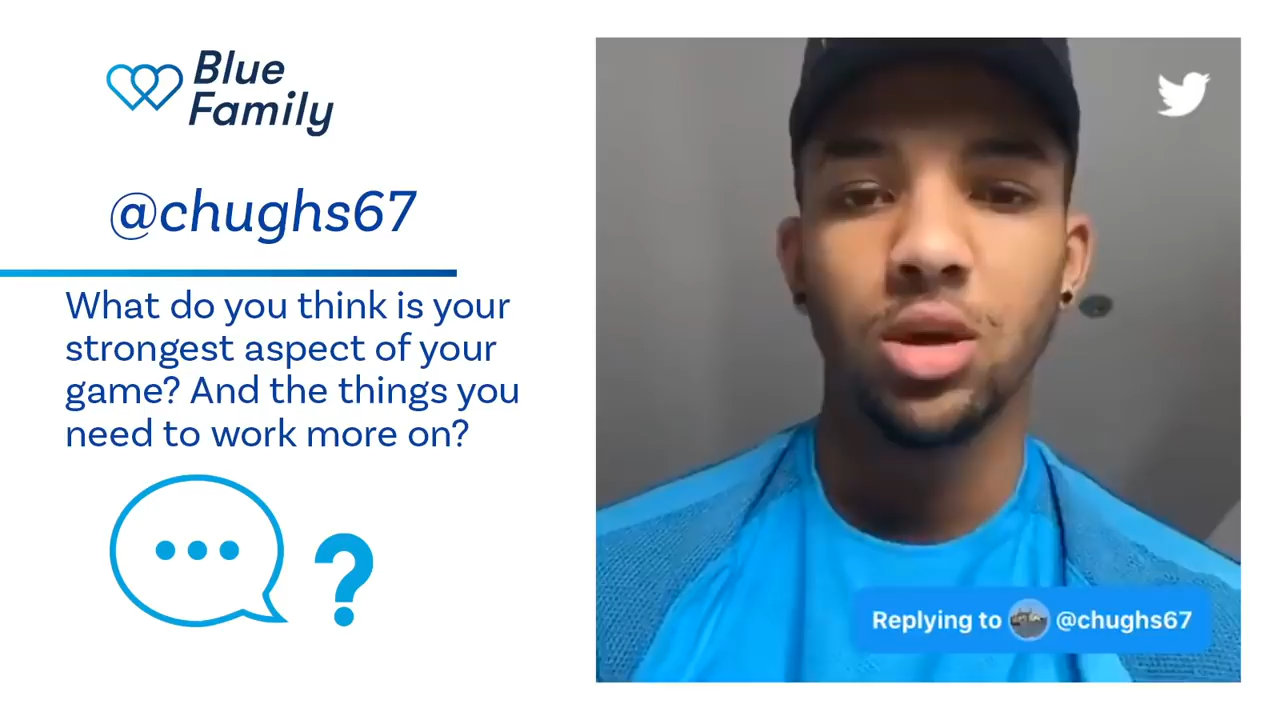 Blue
Family
@chughs67
What do you think is your
strongest aspect of your
game? And the things you
need to work more on?
?
Replying to @chughs67